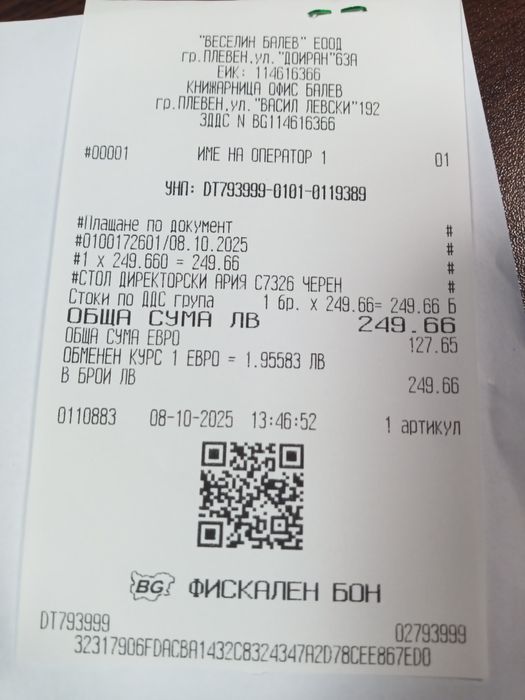 "ВЕСЕЛИН БАЛЕВ" ЕООД
гр.ПЛЕВЕН,ул."ДОИРАН"63А
ЕИК: 114616366
КНИЖАРНИЦА ОФИС БАЛЕВ
гр.ПЛЕВЕН,ул."ВАСИЛ ЛЕВСКИ"192
ЗДДС N BG114616366
#00001 ИМЕ НА ОПЕРАТОР 1 01
УНП: DT793999-0101-0119389
#Плащане по документ #
#0100172601/08.10.2025 #
#1 x 249.660 = 249.66 #
#СТОЛ ДИРЕКТОРСКИ АРИЯ C7326 ЧЕРЕН #
Стоки по ДДС група 1 бр. x 249.66= 249.66 Б
ОБЩА СУМА ЛВ 249.66
ОБЩА СУМА ЕВРО 127.65
ОБМЕНЕН КУРС 1 ЕВРО = 1.95583 ЛВ
В БРОИ ЛВ 249.66
0110883 08-10-2025 13:46:52 1 артикул
BG ФИСКАЛЕН БОН
DT793999 02793999
32317906FDACBA1432C8324347A2D78CEE867ED0